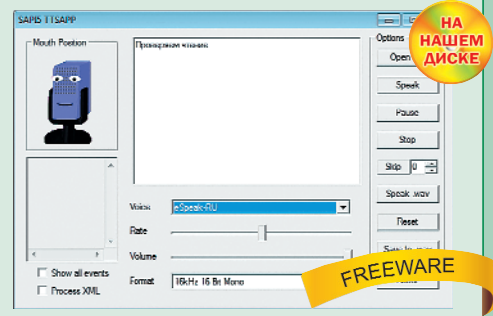 SAPI5 TTSAPP
НА
НАШЕМ
ДИСКЕ
Mouth Position
Проверяем чтение
Options
Open
Speak
Pause
Stop
Skip 0
Speak .wav
Reset
Voice eSpeak-RU
Rate
Volume
Format 16kHz 16 Bit Mono
Show all events
Process XML
FREEWARE